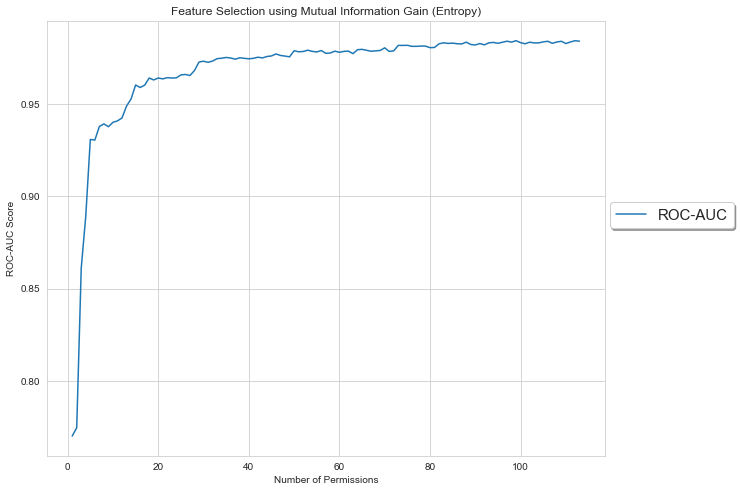 Feature Selection using Mutual Information Gain (Entropy)
ROC-AUC Score
0.95
0.90
0.85
0.80
0 20 40 60 80 100
Number of Permissions
ROC-AUC